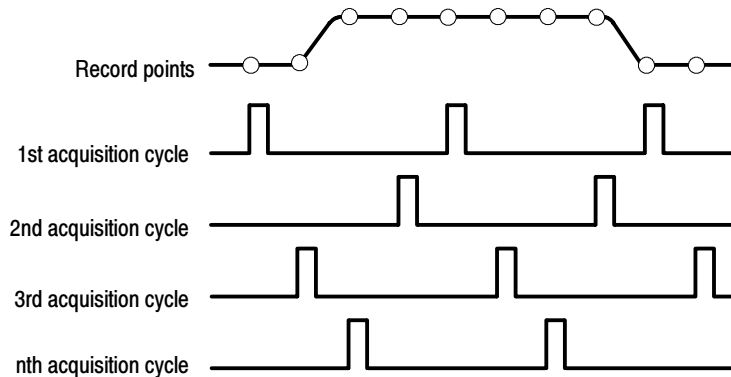 Record points
1st acquisition cycle
2nd acquisition cycle
3rd acquisition cycle
nth acquisition cycle